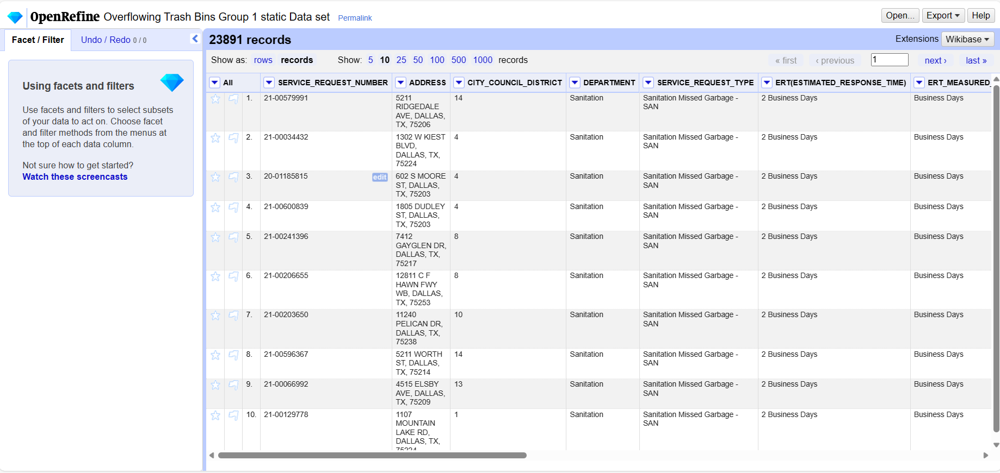 OpenRefine Overflowing Trash Bins Group 1 static Data set Permalink Open... Export Help
Facet / Filter Undo / Redo 0 / 0
23891 records Extensions Wikibase
Show as: rows records Show: 5 10 25 50 100 500 1000 records « first ‹ previous 1 next › last »
Using facets and filters
Use facets and filters to select subsets
of your data to act on. Choose facet
and filter methods from the menus at
the top of each data column.
Not sure how to get started?
Watch these screencasts
All SERVICE_REQUEST_NUMBER ADDRESS CITY_COUNCIL_DISTRICT DEPARTMENT SERVICE_REQUEST_TYPE ERT(ESTIMATED_RESPONSE_TIME) ERT_MEASURED_
1. 21-00579991 5211 14 Sanitation Sanitation Missed Garbage - 2 Business Days Business Days
RIDGEDALE SAN
AVE, DALLAS,
TX, 75206
2. 21-00034432 1302 W KIEST 4 Sanitation Sanitation Missed Garbage - 2 Business Days Business Days
BLVD, SAN
DALLAS, TX,
75224
3. 20-01185815 edit 602 S MOORE 4 Sanitation Sanitation Missed Garbage - 2 Business Days Business Days
ST, DALLAS, SAN
TX, 75203
4. 21-00600839 1805 DUDLEY 4 Sanitation Sanitation Missed Garbage - 2 Business Days Business Days
ST, DALLAS, SAN
TX, 75203
5. 21-00241396 7412 8 Sanitation Sanitation Missed Garbage - 2 Business Days Business Days
GAYGLEN DR, SAN
DALLAS, TX,
75217
6. 21-00206655 12811 C F 8 Sanitation Sanitation Missed Garbage - 2 Business Days Business Days
HAWN FWY SAN
WB, DALLAS,
TX, 75253
7. 21-00203650 11240 10 Sanitation Sanitation Missed Garbage - 2 Business Days Business Days
PELICAN DR, SAN
DALLAS, TX,
75238
8. 21-00596367 5211 WORTH 14 Sanitation Sanitation Missed Garbage - 2 Business Days Business Days
ST, DALLAS, SAN
TX, 75214
9. 21-00066992 4515 ELSBY 13 Sanitation Sanitation Missed Garbage - 2 Business Days Business Days
AVE, DALLAS, SAN
TX, 75209
10. 21-00129778 1107 1 Sanitation Sanitation Missed Garbage - 2 Business Days Business Days
MOUNTAIN SAN
LAKE RD,
DALLAS, TX,